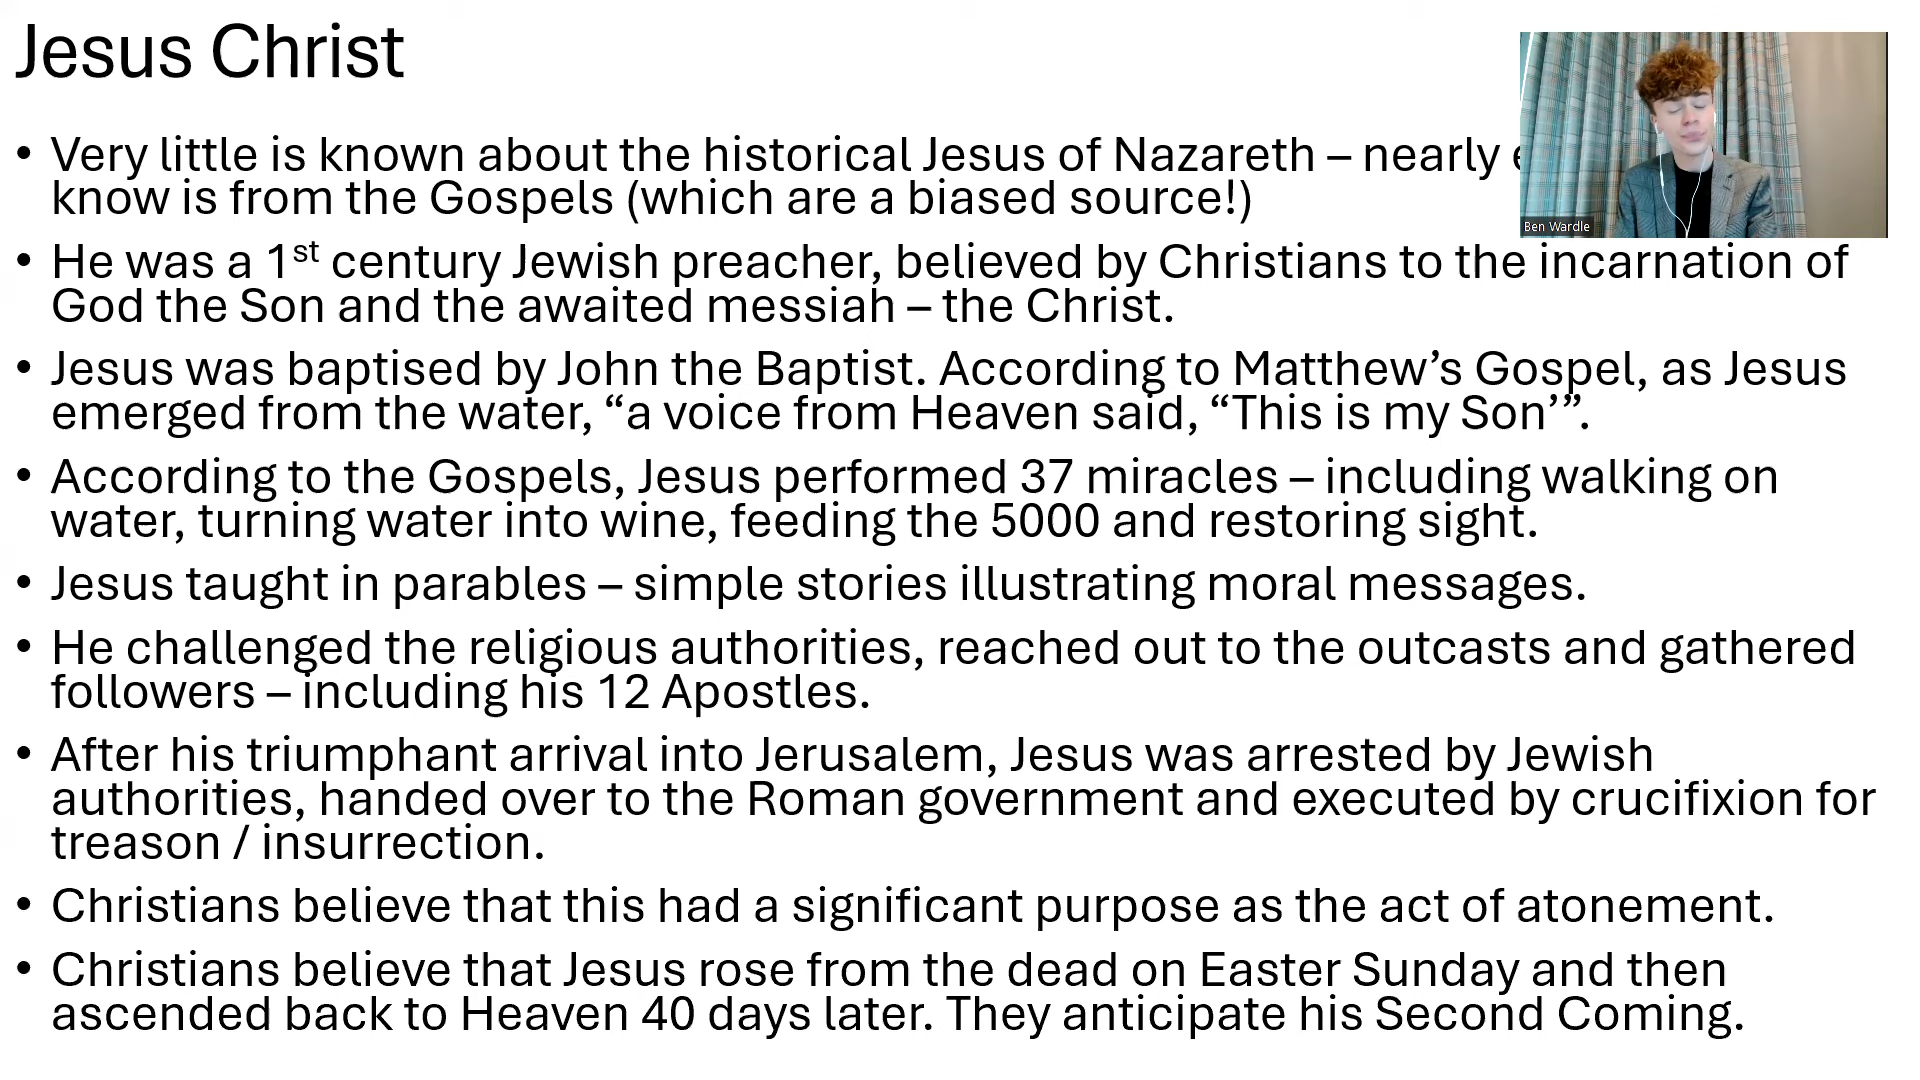 Jesus Christ
• Very little is known about the historical Jesus of Nazareth – nearly
know is from the Gospels (which are a biased source!)
Ben Wardle
• He was a 1st century Jewish preacher, believed by Christians to the incarnation of
God the Son and the awaited messiah – the Christ.
• Jesus was baptised by John the Baptist. According to Matthew’s Gospel, as Jesus
emerged from the water, “a voice from Heaven said, “This is my Son’”.
• According to the Gospels, Jesus performed 37 miracles – including walking on
water, turning water into wine, feeding the 5000 and restoring sight.
• Jesus taught in parables – simple stories illustrating moral messages.
• He challenged the religious authorities, reached out to the outcasts and gathered
followers – including his 12 Apostles.
• After his triumphant arrival into Jerusalem, Jesus was arrested by Jewish
authorities, handed over to the Roman government and executed by crucifixion for
treason / insurrection.
• Christians believe that this had a significant purpose as the act of atonement.
• Christians believe that Jesus rose from the dead on Easter Sunday and then
ascended back to Heaven 40 days later. They anticipate his Second Coming.